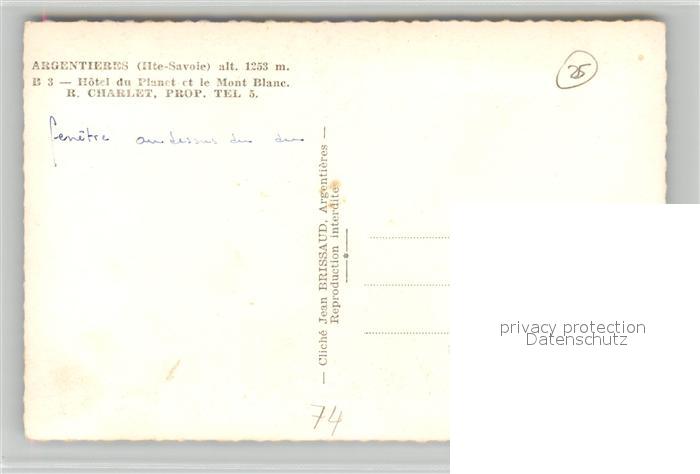 ARGENTIERES (Hte-Savoie) alt. 1253 m.
B 3 — Hôtel du Planet et le Mont Blanc.
R. CHARLET, PROP. TEL 5.
25
fenêtre au dessus du du
— Cliché Jean BRISSAUD, Argentières —
Reproduction interdite
privacy protection
Datenschutz
74